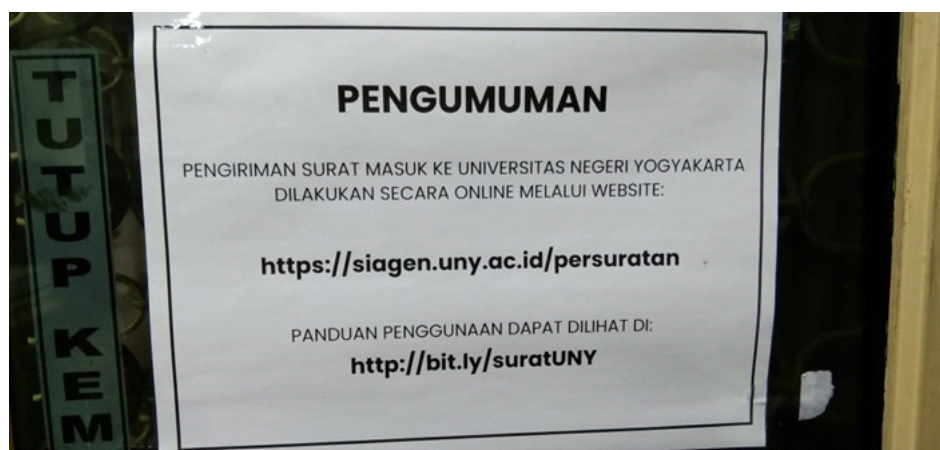 PENGUMUMAN
PENGIRIMAN SURAT MASUK KE UNIVERSITAS NEGERI YOGYAKARTA
DILAKUKAN SECARA ONLINE MELALUI WEBSITE:
https://siagen.uny.ac.id/persuratan
PANDUAN PENGGUNAAN DAPAT DILIHAT DI:
http://bit.ly/suratUNY
TUTUP KEM